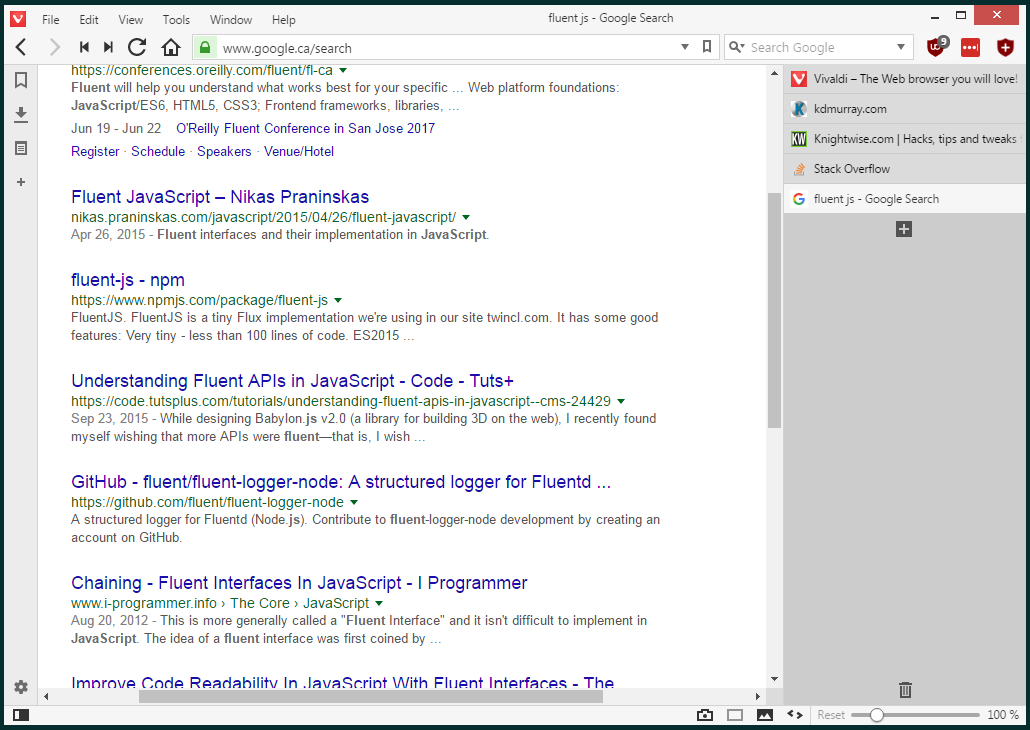 File Edit View Tools Window Help
fluent js - Google Search
www.google.ca/search
Search Google
9
https://conferences.oreilly.com/fluent/fl-ca
Fluent will help you understand what works best for your specific ... Web platform foundations:
JavaScript/ES6, HTML5, CSS3; Frontend frameworks, libraries, ...
Jun 19 - Jun 22 O'Reilly Fluent Conference in San Jose 2017
Register · Schedule · Speakers · Venue/Hotel
Fluent JavaScript – Nikas Praninskas
nikas.praninskas.com/javascript/2015/04/26/fluent-javascript/
Apr 26, 2015 - Fluent interfaces and their implementation in JavaScript.
fluent-js - npm
https://www.npmjs.com/package/fluent-js
FluentJS. FluentJS is a tiny Flux implementation we're using in our site twincl.com. It has some good
features: Very tiny - less than 100 lines of code. ES2015 ...
Understanding Fluent APIs in JavaScript - Code - Tuts+
https://code.tutsplus.com/tutorials/understanding-fluent-apis-in-javascript--cms-24429
Sep 23, 2015 - While designing Babylon.js v2.0 (a library for building 3D on the web), I recently found
myself wishing that more APIs were fluent—that is, I wish ...
GitHub - fluent/fluent-logger-node: A structured logger for Fluentd ...
https://github.com/fluent/fluent-logger-node
A structured logger for Fluentd (Node.js). Contribute to fluent-logger-node development by creating an
account on GitHub.
Chaining - Fluent Interfaces In JavaScript - I Programmer
www.i-programmer.info › The Core › JavaScript
Aug 20, 2012 - This is more generally called a "Fluent Interface" and it isn't difficult to implement in
JavaScript. The idea of a fluent interface was first coined by ...
Improve Code Readability In JavaScript With Fluent Interfaces - The
Vivaldi – The Web browser you will love!
kdmurray.com
KW Knightwise.com | Hacks, tips and tweaks
Stack Overflow
fluent js - Google Search
Reset 100 %